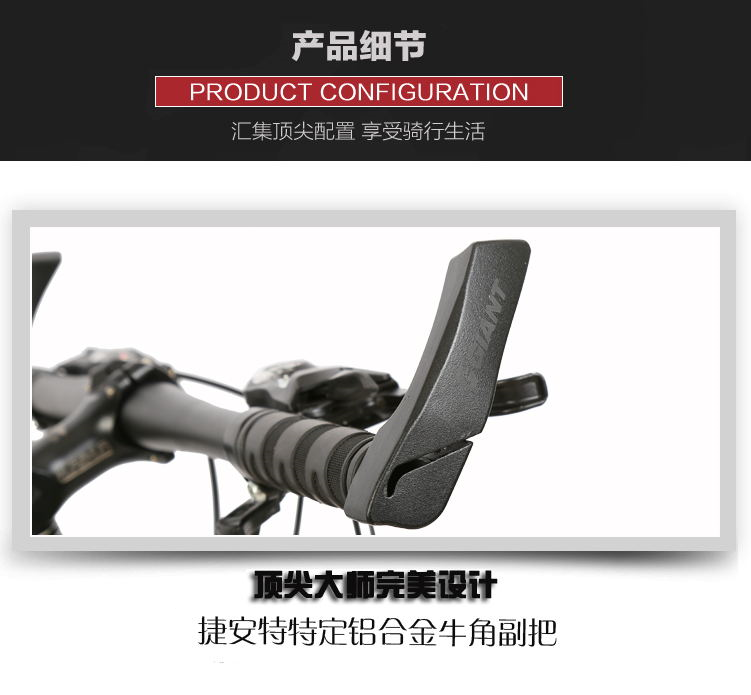 产品细节
PRODUCT CONFIGURATION
汇集顶尖配置 享受骑行生活
GIANT
顶尖大师完美设计
捷安特特定铝合金牛角副把